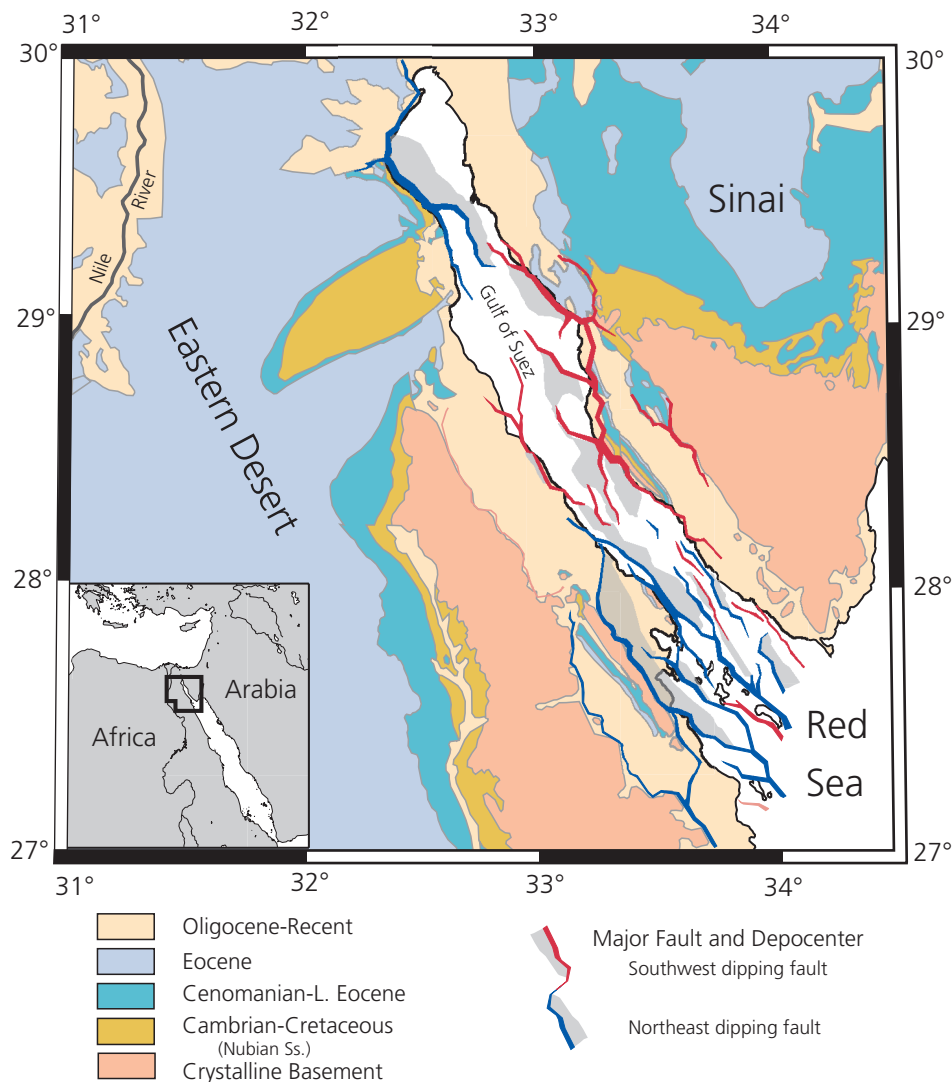 31° 32° 33° 34°
30° 30°
Sinai
Nile River
29° 29°
Gulf of Suez
Eastern Desert
28° 28°
Arabia
Africa
Red
Sea
27° 27°
31° 32° 33° 34°
Oligocene-Recent
Eocene
Cenomanian-L. Eocene
Cambrian-Cretaceous
(Nubian Ss.)
Crystalline Basement
Major Fault and Depocenter
Southwest dipping fault
Northeast dipping fault